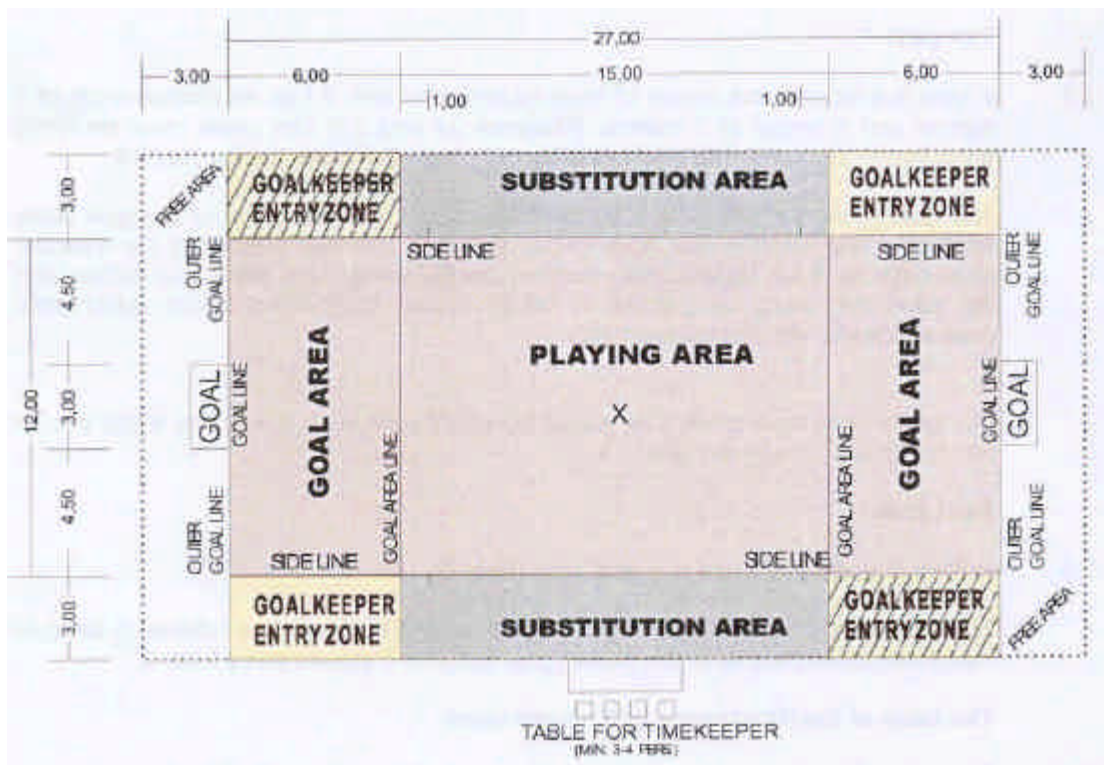 27,00
3,00 6,00 15,00 6,00 3,00
1,00 1,00
FREE AREA
GOALKEEPER
ENTRYZONE
SUBSTITUTION AREA
GOALKEEPER
ENTRYZONE
3,00
SIDE LINE
SIDE LINE
OUTER
GOAL LINE
OUTER
GOAL LINE
4,50
12,00
3,00
4,50
3,00
GOAL
GOAL LINE
GOAL AREA
PLAYING AREA
X
GOAL AREA
GOAL LINE
GOAL
GOAL AREA LINE
GOAL AREA LINE
OUTER
GOAL LINE
OUTER
GOAL LINE
SIDE LINE
SIDE LINE
GOALKEEPER
ENTRYZONE
SUBSTITUTION AREA
GOALKEEPER
ENTRYZONE
FREE AREA
TABLE FOR TIMEKEEPER
(MIN: 3-4 PERS)